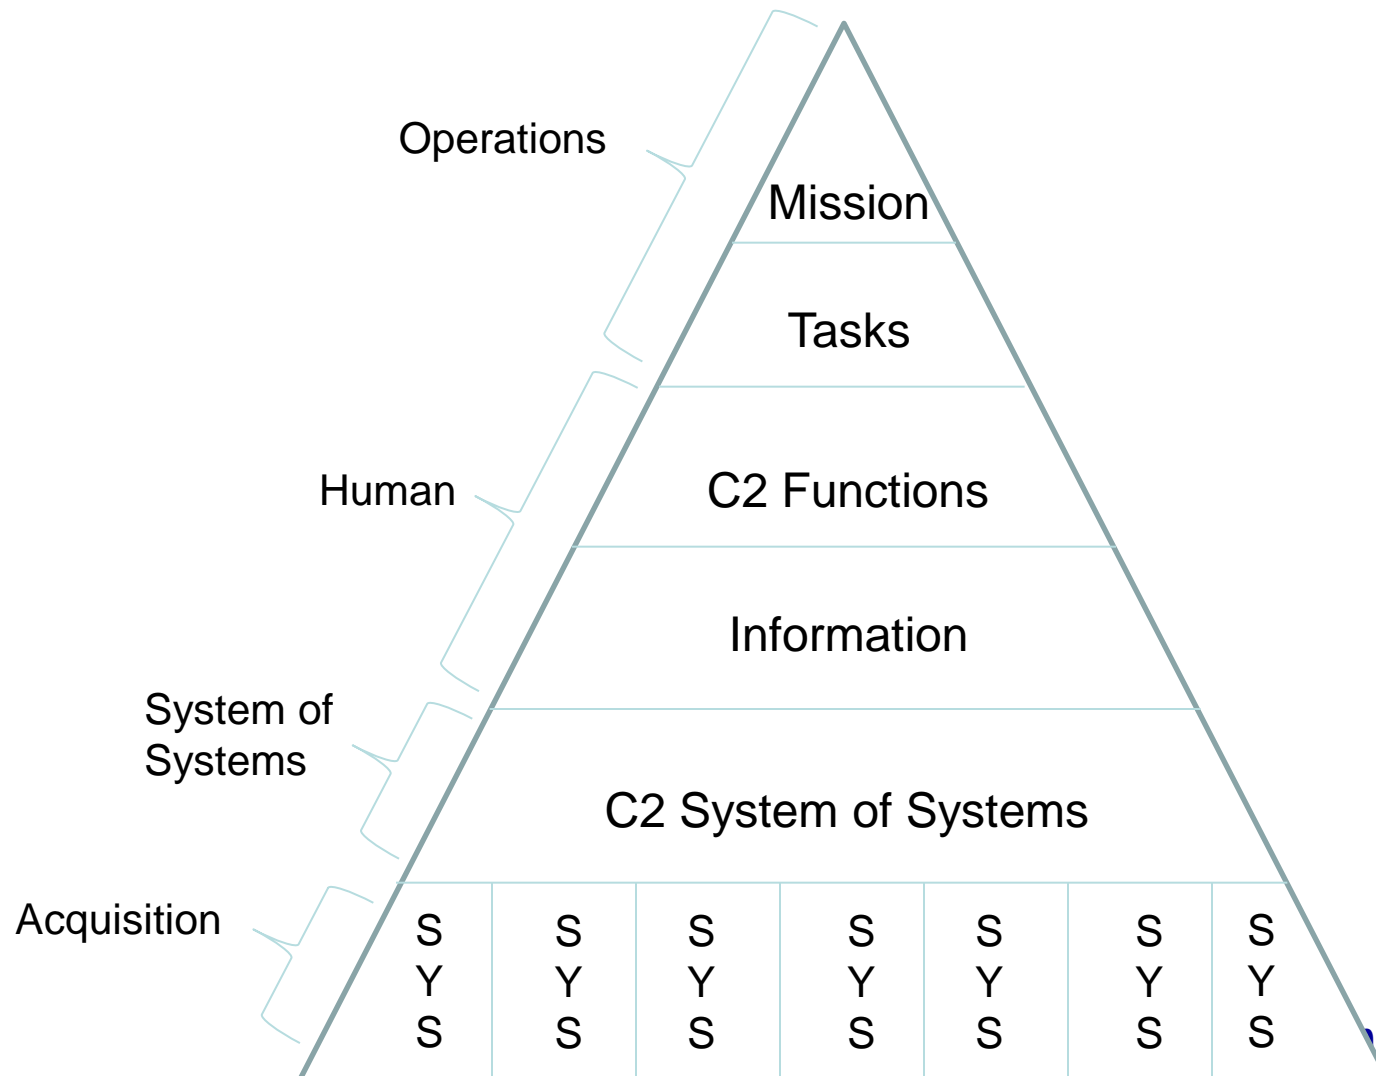 Operations
Mission
Tasks
Human
C2 Functions
Information
System of
Systems
C2 System of Systems
Acquisition
S S S S S S S
Y Y Y Y Y Y Y
S S S S S S S